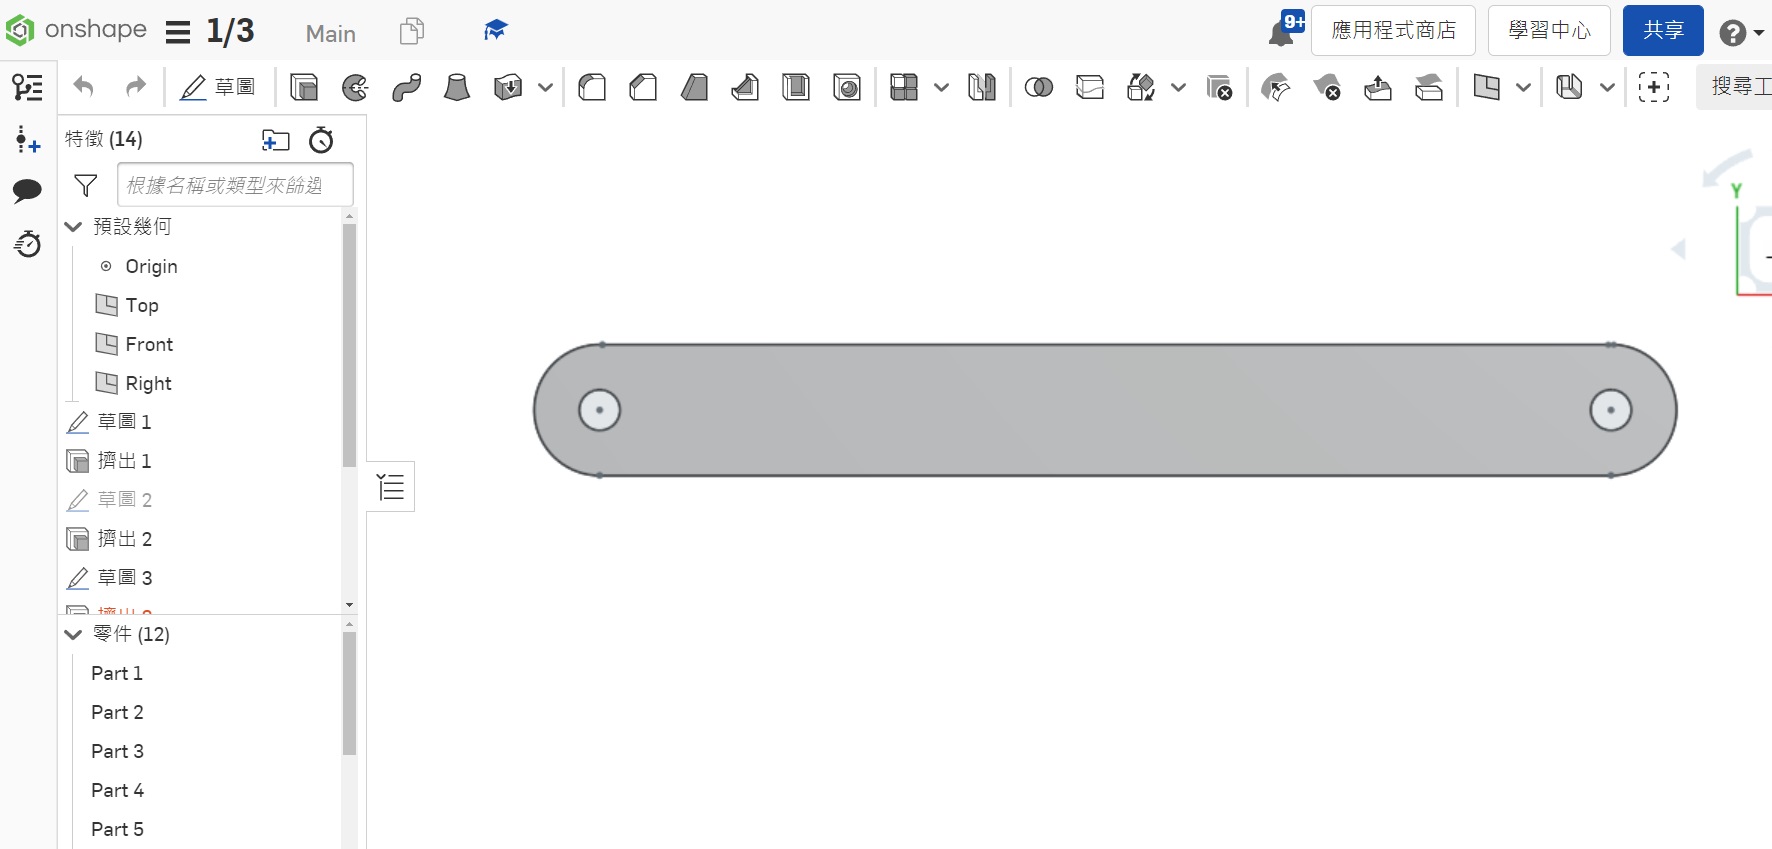 onshape 1/3 Main 9+ 應用程式商店 學習中心 共享
草圖 搜尋工
特徵 (14)
根據名稱或類型來篩選
預設幾何
Origin
Top
Front
Right
草圖 1
擠出 1
草圖 2
擠出 2
草圖 3
Y
零件 (12)
Part 1
Part 2
Part 3
Part 4
Part 5